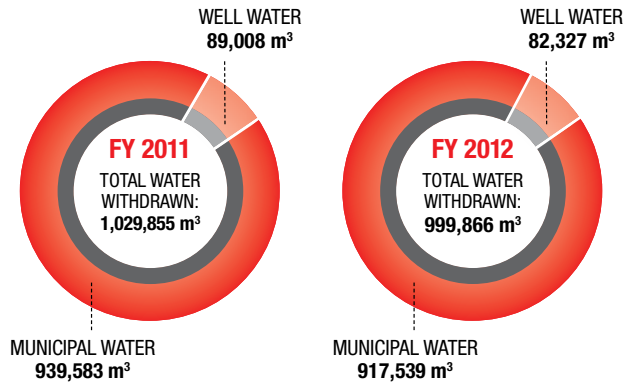 WELL WATER
89,008 m³
FY 2011
TOTAL WATER
WITHDRAWN:
1,029,855 m³
MUNICIPAL WATER
939,583 m³
WELL WATER
82,327 m³
FY 2012
TOTAL WATER
WITHDRAWN:
999,866 m³
MUNICIPAL WATER
917,539 m³